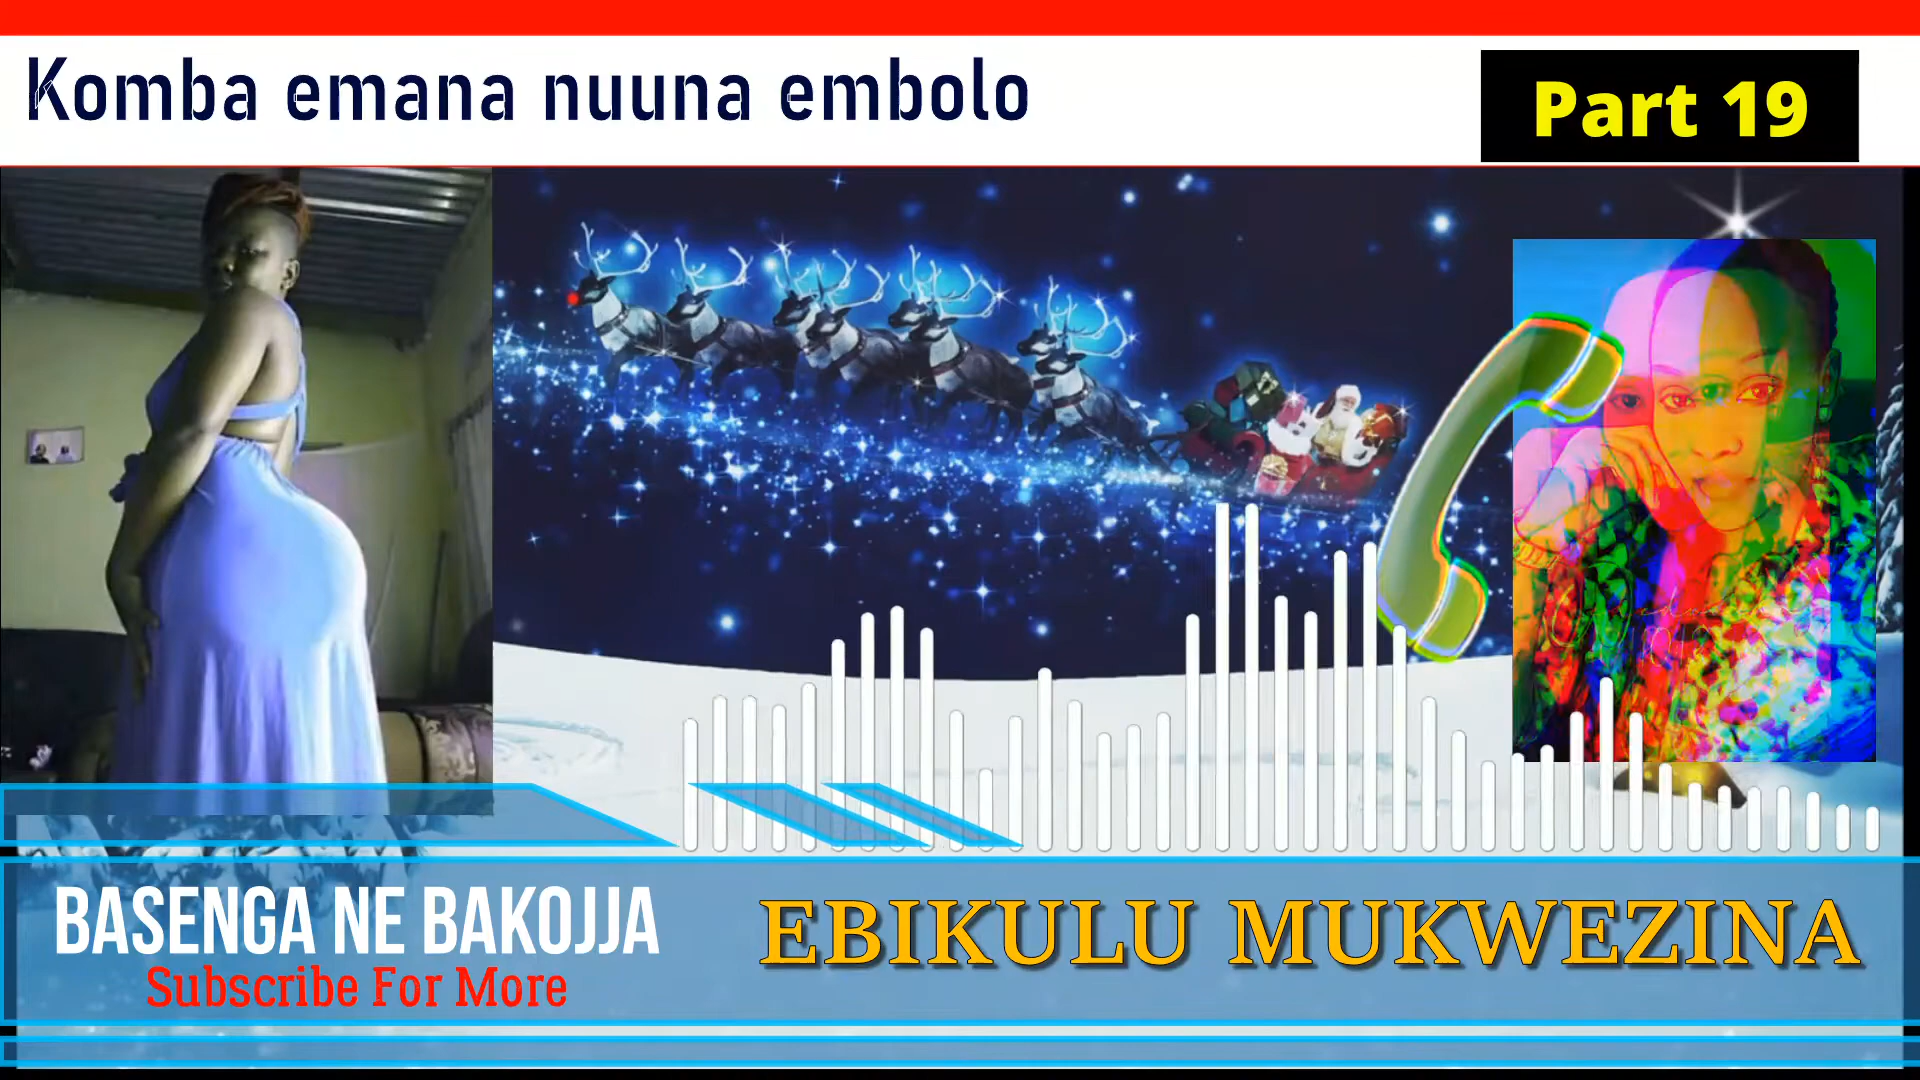 Komba emana nuuna embolo
Part 19
BASENGA NE BAKOJJA
Subscribe For More
EBIKULU MUKWEZINA